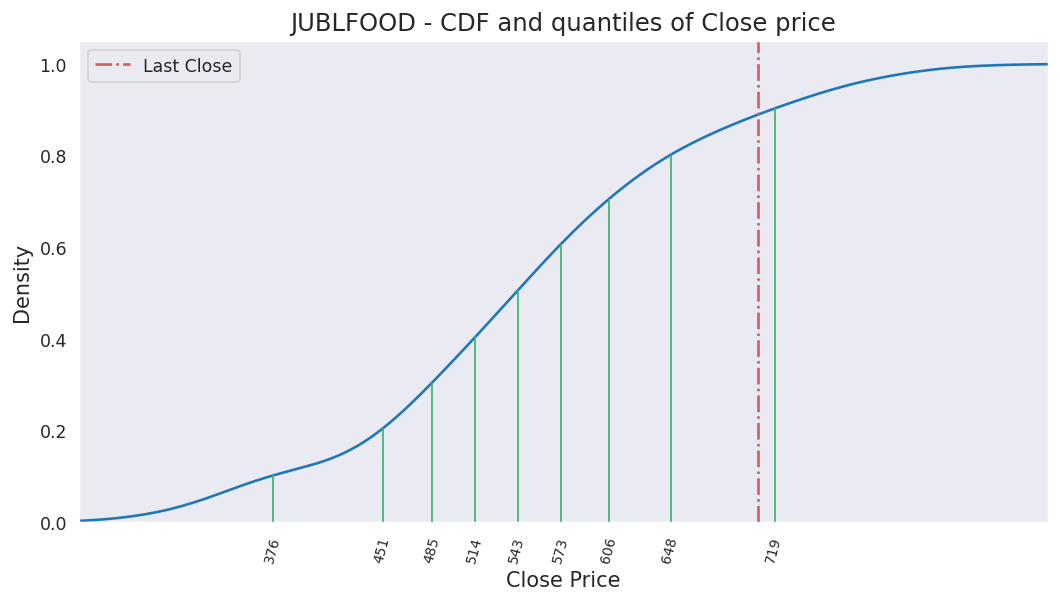 JUBLFOOD - CDF and quantiles of Close price
Last Close
1.0
0.8
0.6
0.4
0.2
0.0
Density
376 451 485 514 543 573 606 648 719
Close Price